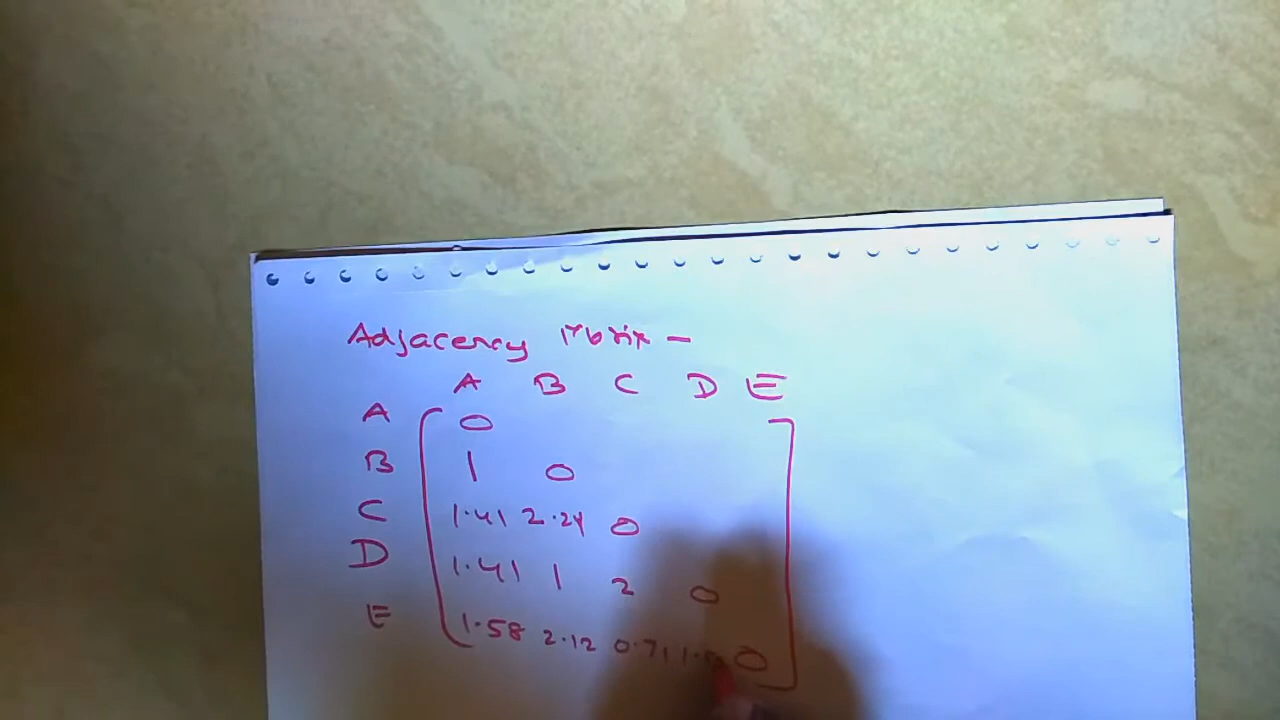 Adjacency
A B C D E
A 0
B 1 0
C 1.41 2.24 0
D 1.41 1 2 0
E 1.58 2.12 0.71 0